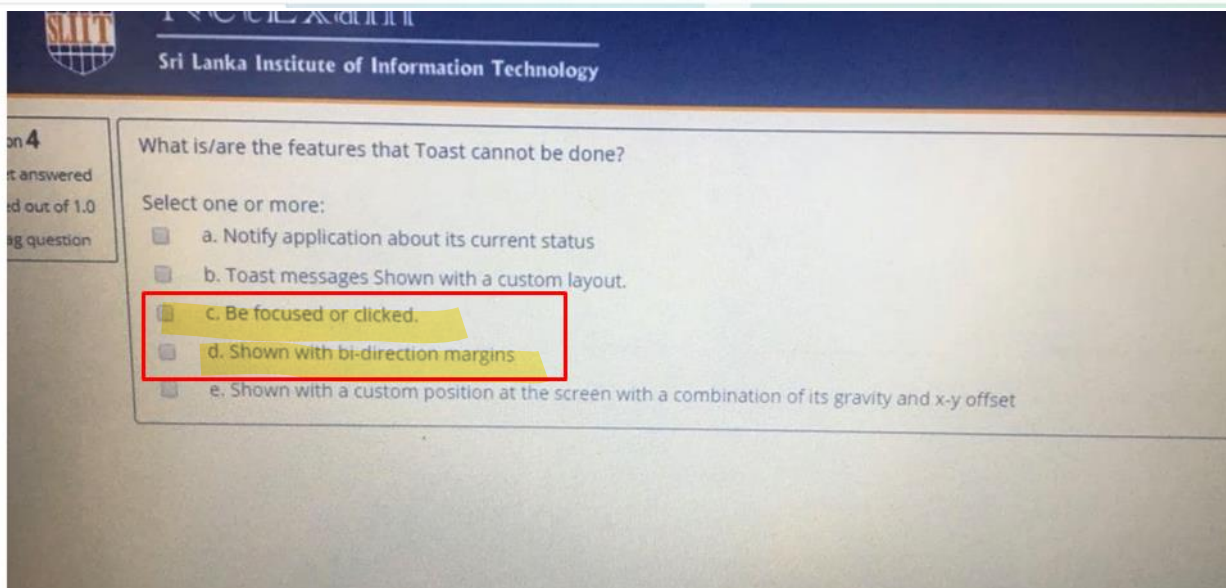 SLIIT
Sri Lanka Institute of Information Technology
on 4
t answered
ed out of 1.0
ag question
What is/are the features that Toast cannot be done?
Select one or more:
a. Notify application about its current status
b. Toast messages Shown with a custom layout.
c. Be focused or clicked.
d. Shown with bi-direction margins
e. Shown with a custom position at the screen with a combination of its gravity and x-y offset